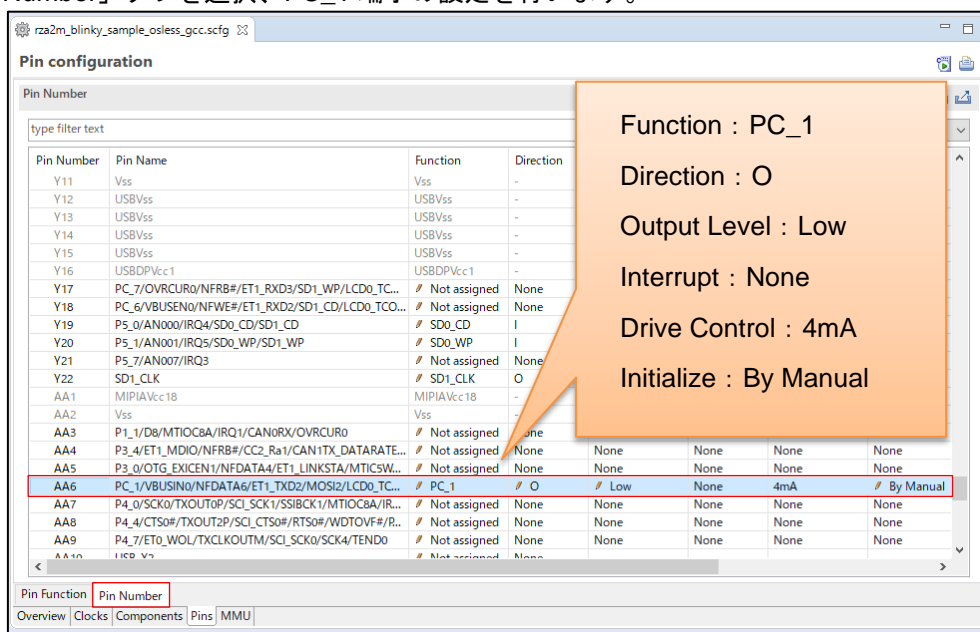 Number」タブを選択、PC_1 端子の設定を行います。
rza2m_blinky_sample_osless_gcc.scfg
Pin configuration
Pin Number
type filter text
Pin Number Pin Name Function Direction
Y11 Vss Vss -
Y12 USBVss USBVss -
Y13 USBVss USBVss -
Y14 USBVss USBVss -
Y15 USBVss USBVss -
Y16 USBDPVcc1 USBDPVcc1 -
Y17 PC_7/OVRCUR0/NFRB#/ET1_RXD3/SD1_WP/LCD0_TC... Not assigned None
Y18 PC_6/VBUSEN0/NFWE#/ET1_RXD2/SD1_CD/LCD0_TCO... Not assigned None
Y19 P5_0/AN000/IRQ4/SD0_CD/SD1_CD SD0_CD I
Y20 P5_1/AN001/IRQ5/SD0_WP/SD1_WP SD0_WP I
Y21 P5_7/AN007/IRQ3 Not assigned None
Y22 SD1_CLK SD1_CLK O
AA1 MIPIAVcc18 MIPIAVcc18 -
AA2 Vss Vss -
AA3 P1_1/D8/MTIOC8A/IRQ1/CAN0RX/OVRCUR0 Not assigned None
AA4 P3_4/ET1_MDIO/NFRB#/CC2_Ra1/CAN1TX_DATARATE... Not assigned None None None None None
AA5 P3_0/OTG_EXICEN1/NFDATA4/ET1_LINKSTA/MTIC5W... Not assigned None None None None None
AA6 PC_1/VBUSIN0/NFDATA6/ET1_TXD2/MOSI2/LCD0_TC... PC_1 O Low None 4mA By Manual
AA7 P4_0/SCK0/TXOUT0P/SCI_SCK1/SSIBCK1/MTIOC8A/IR... Not assigned None None None None None
AA8 P4_4/CTS0#/TXOUT2P/SCI_CTS0#/RTS0#/WDTOVF#/R... Not assigned None None None None None
AA9 P4_7/ET0_WOL/TXCLKOUTM/SCI_SCK0/SCK4/TEND0 Not assigned None None None None None
AA10 USB_X2 Not assigned None
Function：PC_1
Direction：O
Output Level：Low
Interrupt：None
Drive Control：4mA
Initialize：By Manual
Pin Function Pin Number
Overview Clocks Components Pins MMU